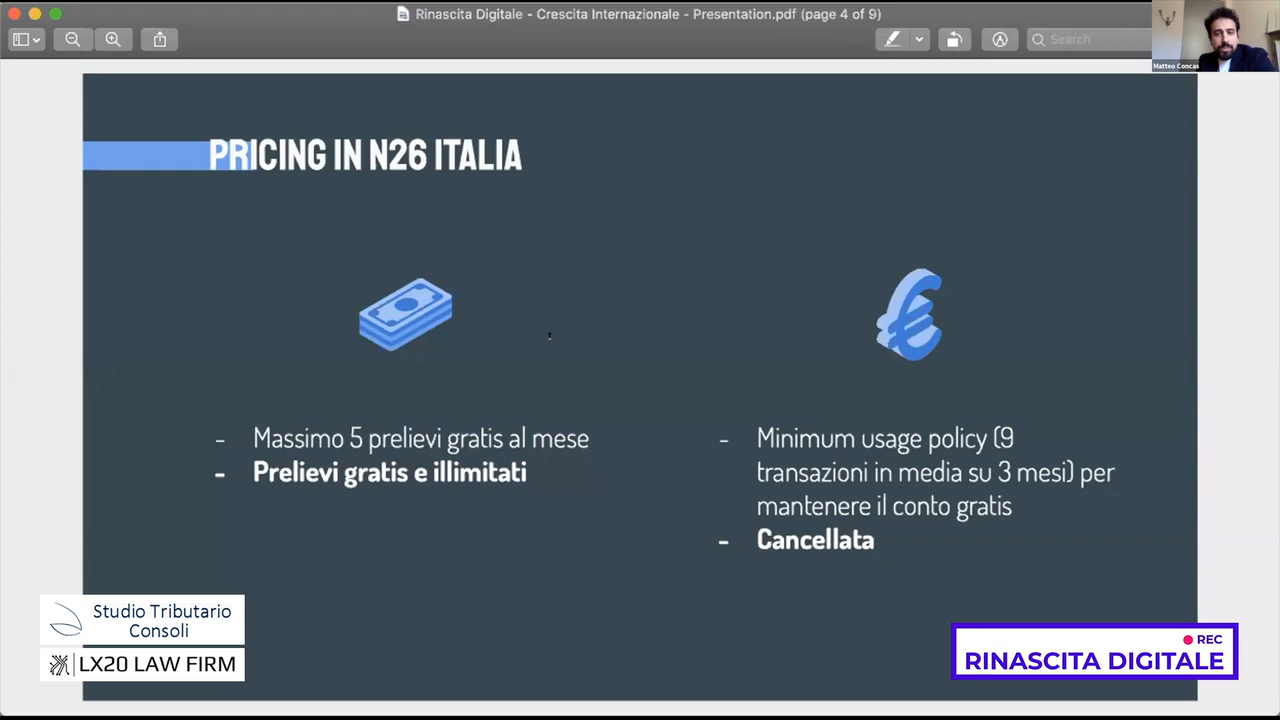 Rinascita Digitale - Crescita Internazionale - Presentation.pdf (page 4 of 9)
Search
Matteo Concas
PRICING IN N26 ITALIA
- Massimo 5 prelievi gratis al mese
- Prelievi gratis e illimitati
- Minimum usage policy (9
transazioni in media su 3 mesi) per
mantenere il conto gratis
- Cancellata
Studio Tributario
Consoli
LX20 LAW FIRM
REC
RINASCITA DIGITALE